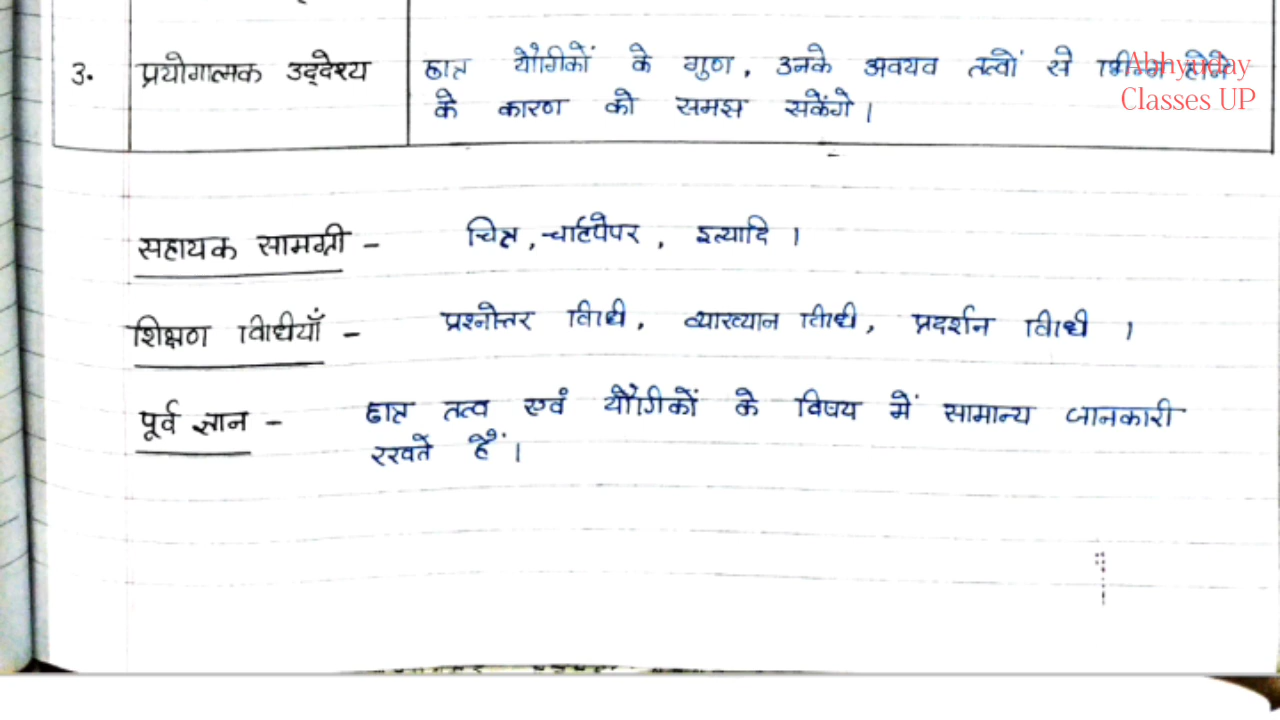 3. प्रयोगात्मक उद्देश्य छात्र यौगिकों के गुण, उनके अवयव तत्वों से भिन्न होने
के कारण को समझ सकेंगे।
Abhyuday
Classes UP
सहायक सामग्री - चित्र, चार्टपेपर, इत्यादि।
शिक्षण विधियाँ - प्रश्नोत्तर विधि, व्याख्यान विधि, प्रदर्शन विधि।
पूर्व ज्ञान - छात्र तत्व एवं यौगिकों के विषय में सामान्य जानकारी
रखते हैं।